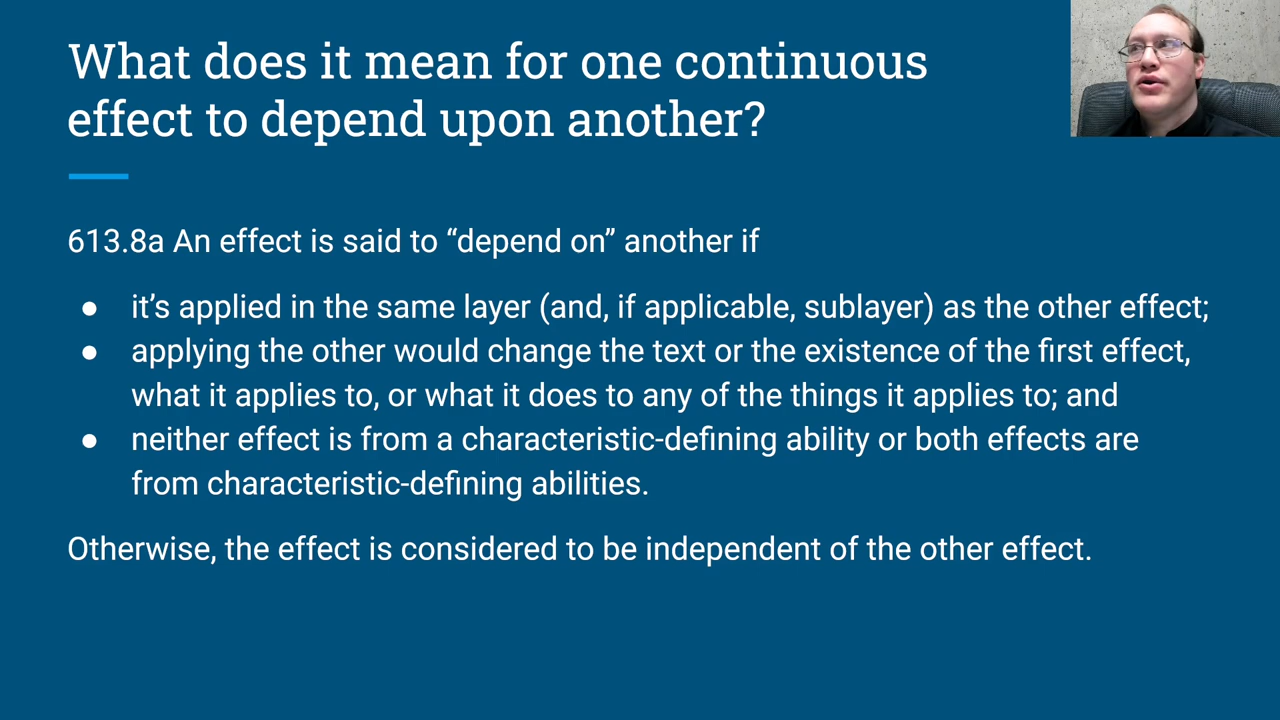 What does it mean for one continuous
effect to depend upon another?
613.8a An effect is said to “depend on” another if
● it’s applied in the same layer (and, if applicable, sublayer) as the other effect;
● applying the other would change the text or the existence of the first effect,
what it applies to, or what it does to any of the things it applies to; and
● neither effect is from a characteristic-defining ability or both effects are
from characteristic-defining abilities.
Otherwise, the effect is considered to be independent of the other effect.